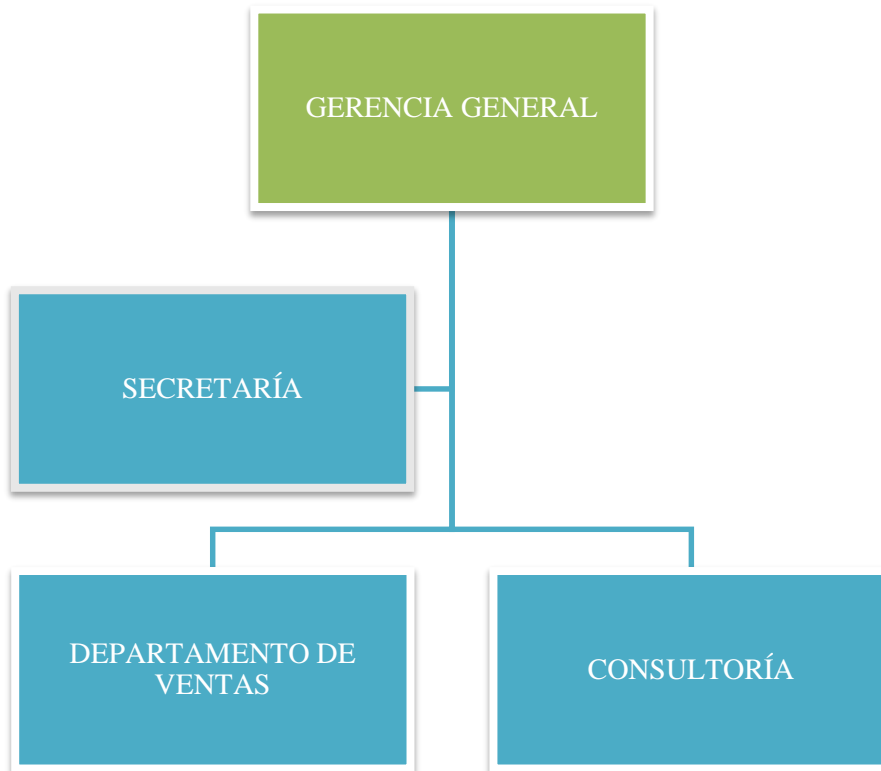 GERENCIA GENERAL
SECRETARÍA
DEPARTAMENTO DE
VENTAS
CONSULTORÍA